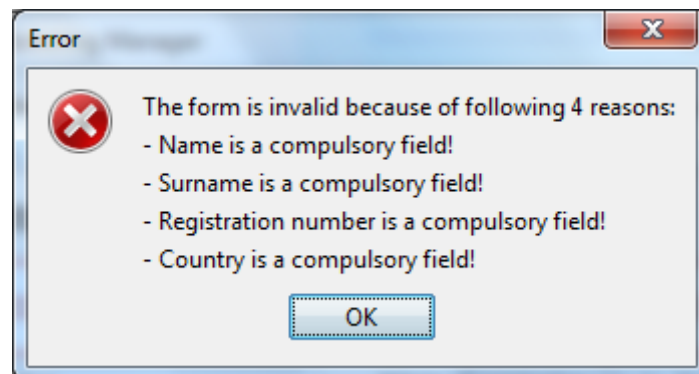 Error
The form is invalid because of following 4 reasons:
- Name is a compulsory field!
- Surname is a compulsory field!
- Registration number is a compulsory field!
- Country is a compulsory field!
OK